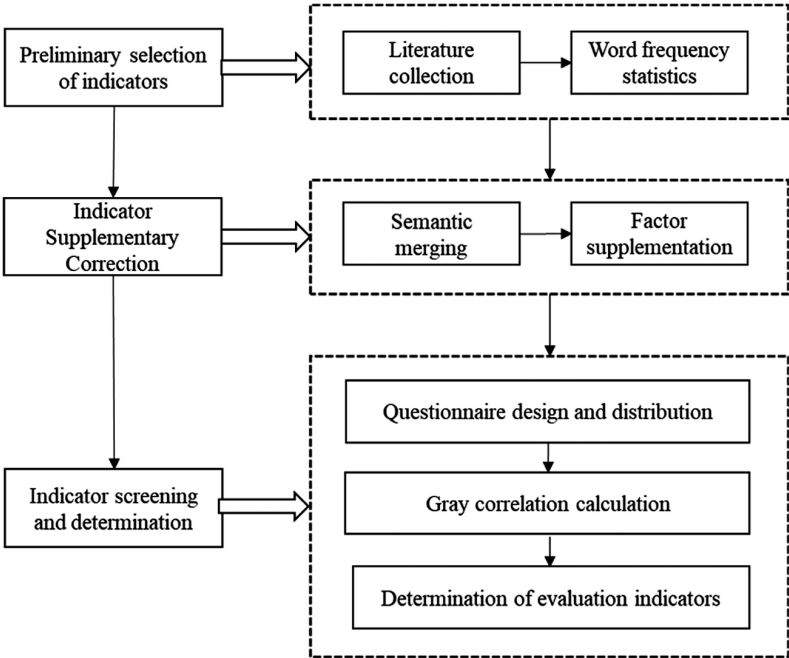 Preliminary selection
of indicators
Literature
collection
Word frequency
statistics
Indicator
Supplementary
Correction
Semantic
merging
Factor
supplementation
Questionnaire design and distribution
Indicator screening
and determination
Gray correlation calculation
Determination of evaluation indicators